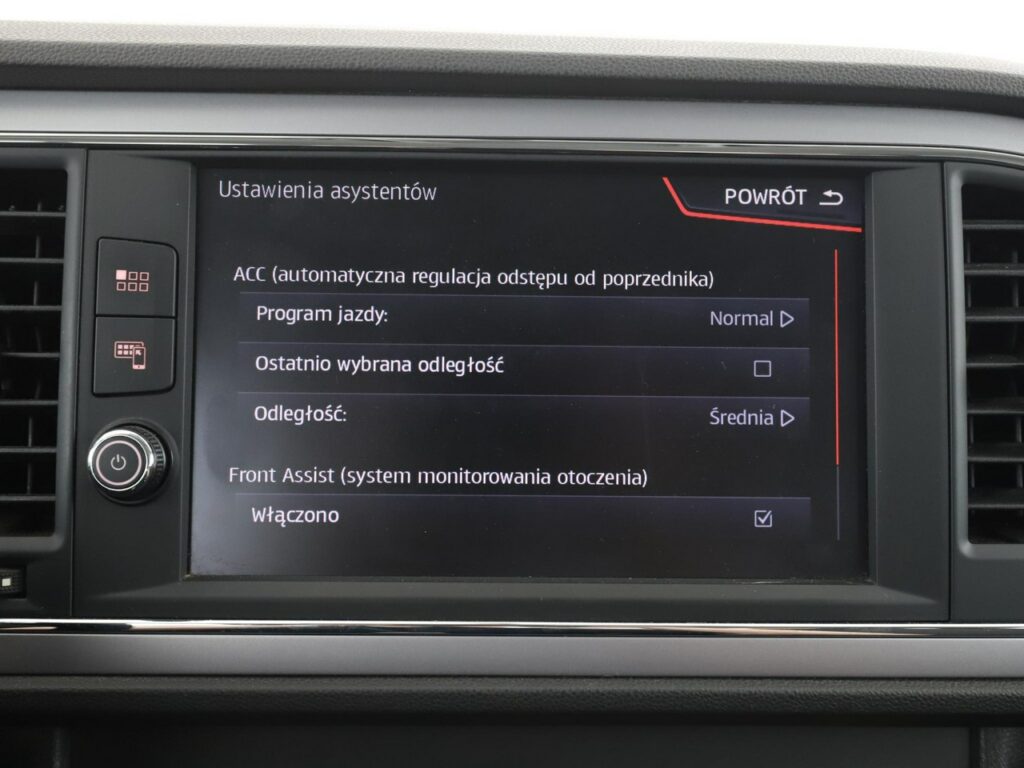 Ustawienia asystentów
POWRÓT
ACC (automatyczna regulacja odstępu od poprzednika)
Program jazdy: Normal
Ostatnio wybrana odległość
Odległość: Średnia
Front Assist (system monitorowania otoczenia)
Włączono